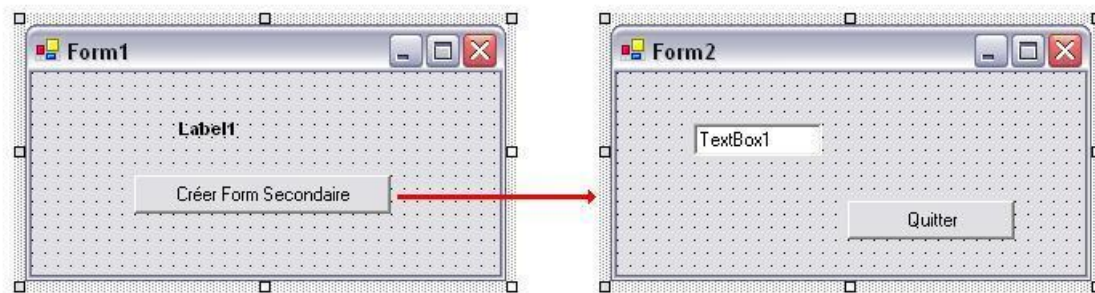 Form1
Label1
Créer Form Secondaire
Form2
TextBox1
Quitter